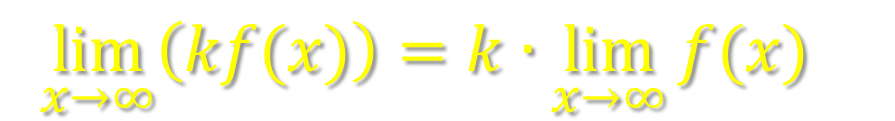 lim x→∞ (kf(x)) = k · lim x→∞ f(x)